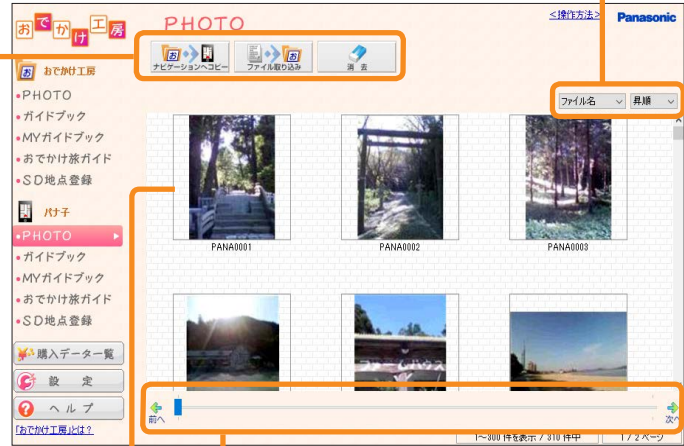 おでかけ工房
PHOTO
<操作方法>
Panasonic
ナビゲーションへコピー
ファイル取り込み
消去
おでかけ工房
•PHOTO
•ガイドブック
•MYガイドブック
•おでかけ旅ガイド
•SD地点登録
パナ子
•PHOTO
•ガイドブック
•MYガイドブック
•おでかけ旅ガイド
•SD地点登録
購入データ一覧
設定
ヘルプ
「おでかけ工房」とは?
ファイル名 昇順
PANA0001
PANA0002
PANA0003
前へ
次へ
1~300 件を表示 / 310 件中
1 / 2 ページ